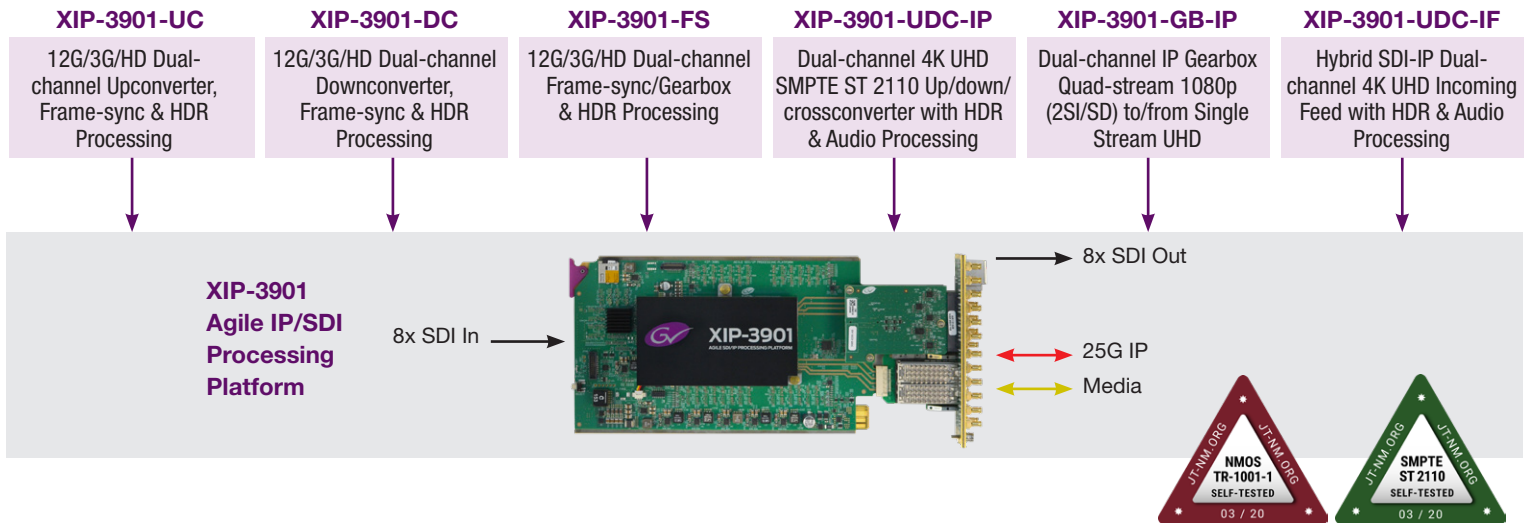 XIP-3901-UC
12G/3G/HD Dual-
channel Upconverter,
Frame-sync & HDR
Processing
XIP-3901-DC
12G/3G/HD Dual-channel
Downconverter,
Frame-sync & HDR
Processing
XIP-3901-FS
12G/3G/HD Dual-channel
Frame-sync/Gearbox
& HDR Processing
XIP-3901-UDC-IP
Dual-channel 4K UHD
SMPTE ST 2110 Up/down/
crossconverter with HDR
& Audio Processing
XIP-3901-GB-IP
Dual-channel IP Gearbox
Quad-stream 1080p
(2SI/SD) to/from Single
Stream UHD
XIP-3901-UDC-IF
Hybrid SDI-IP Dual-
channel 4K UHD Incoming
Feed with HDR & Audio
Processing
XIP-3901
Agile IP/SDI
Processing
Platform
8x SDI In
GV
XIP-3901
AGILE SDI/IP PROCESSING PLATFORM
8x SDI Out
25G IP
Media
JT-NM.ORG
JT-NM.ORG
NMOS
TR-1001-1
SELF-TESTED
03 / 20
JT-NM.ORG
JT-NM.ORG
SMPTE
ST 2110
SELF-TESTED
03 / 20